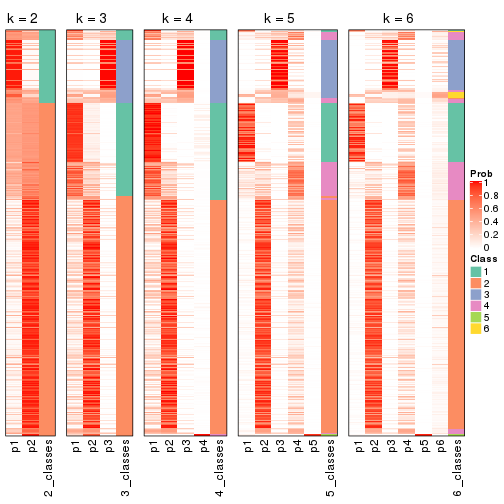 k = 2
k = 3
k = 4
k = 5
k = 6
Prob
1
0.8
0.6
0.4
0.2
0
Class
1
2
3
4
5
6
p1
p2
2_classes
p1
p2
p3
3_classes
p1
p2
p3
p4
4_classes
p1
p2
p3
p4
p5
5_classes
p1
p2
p3
p4
p5
p6
6_classes